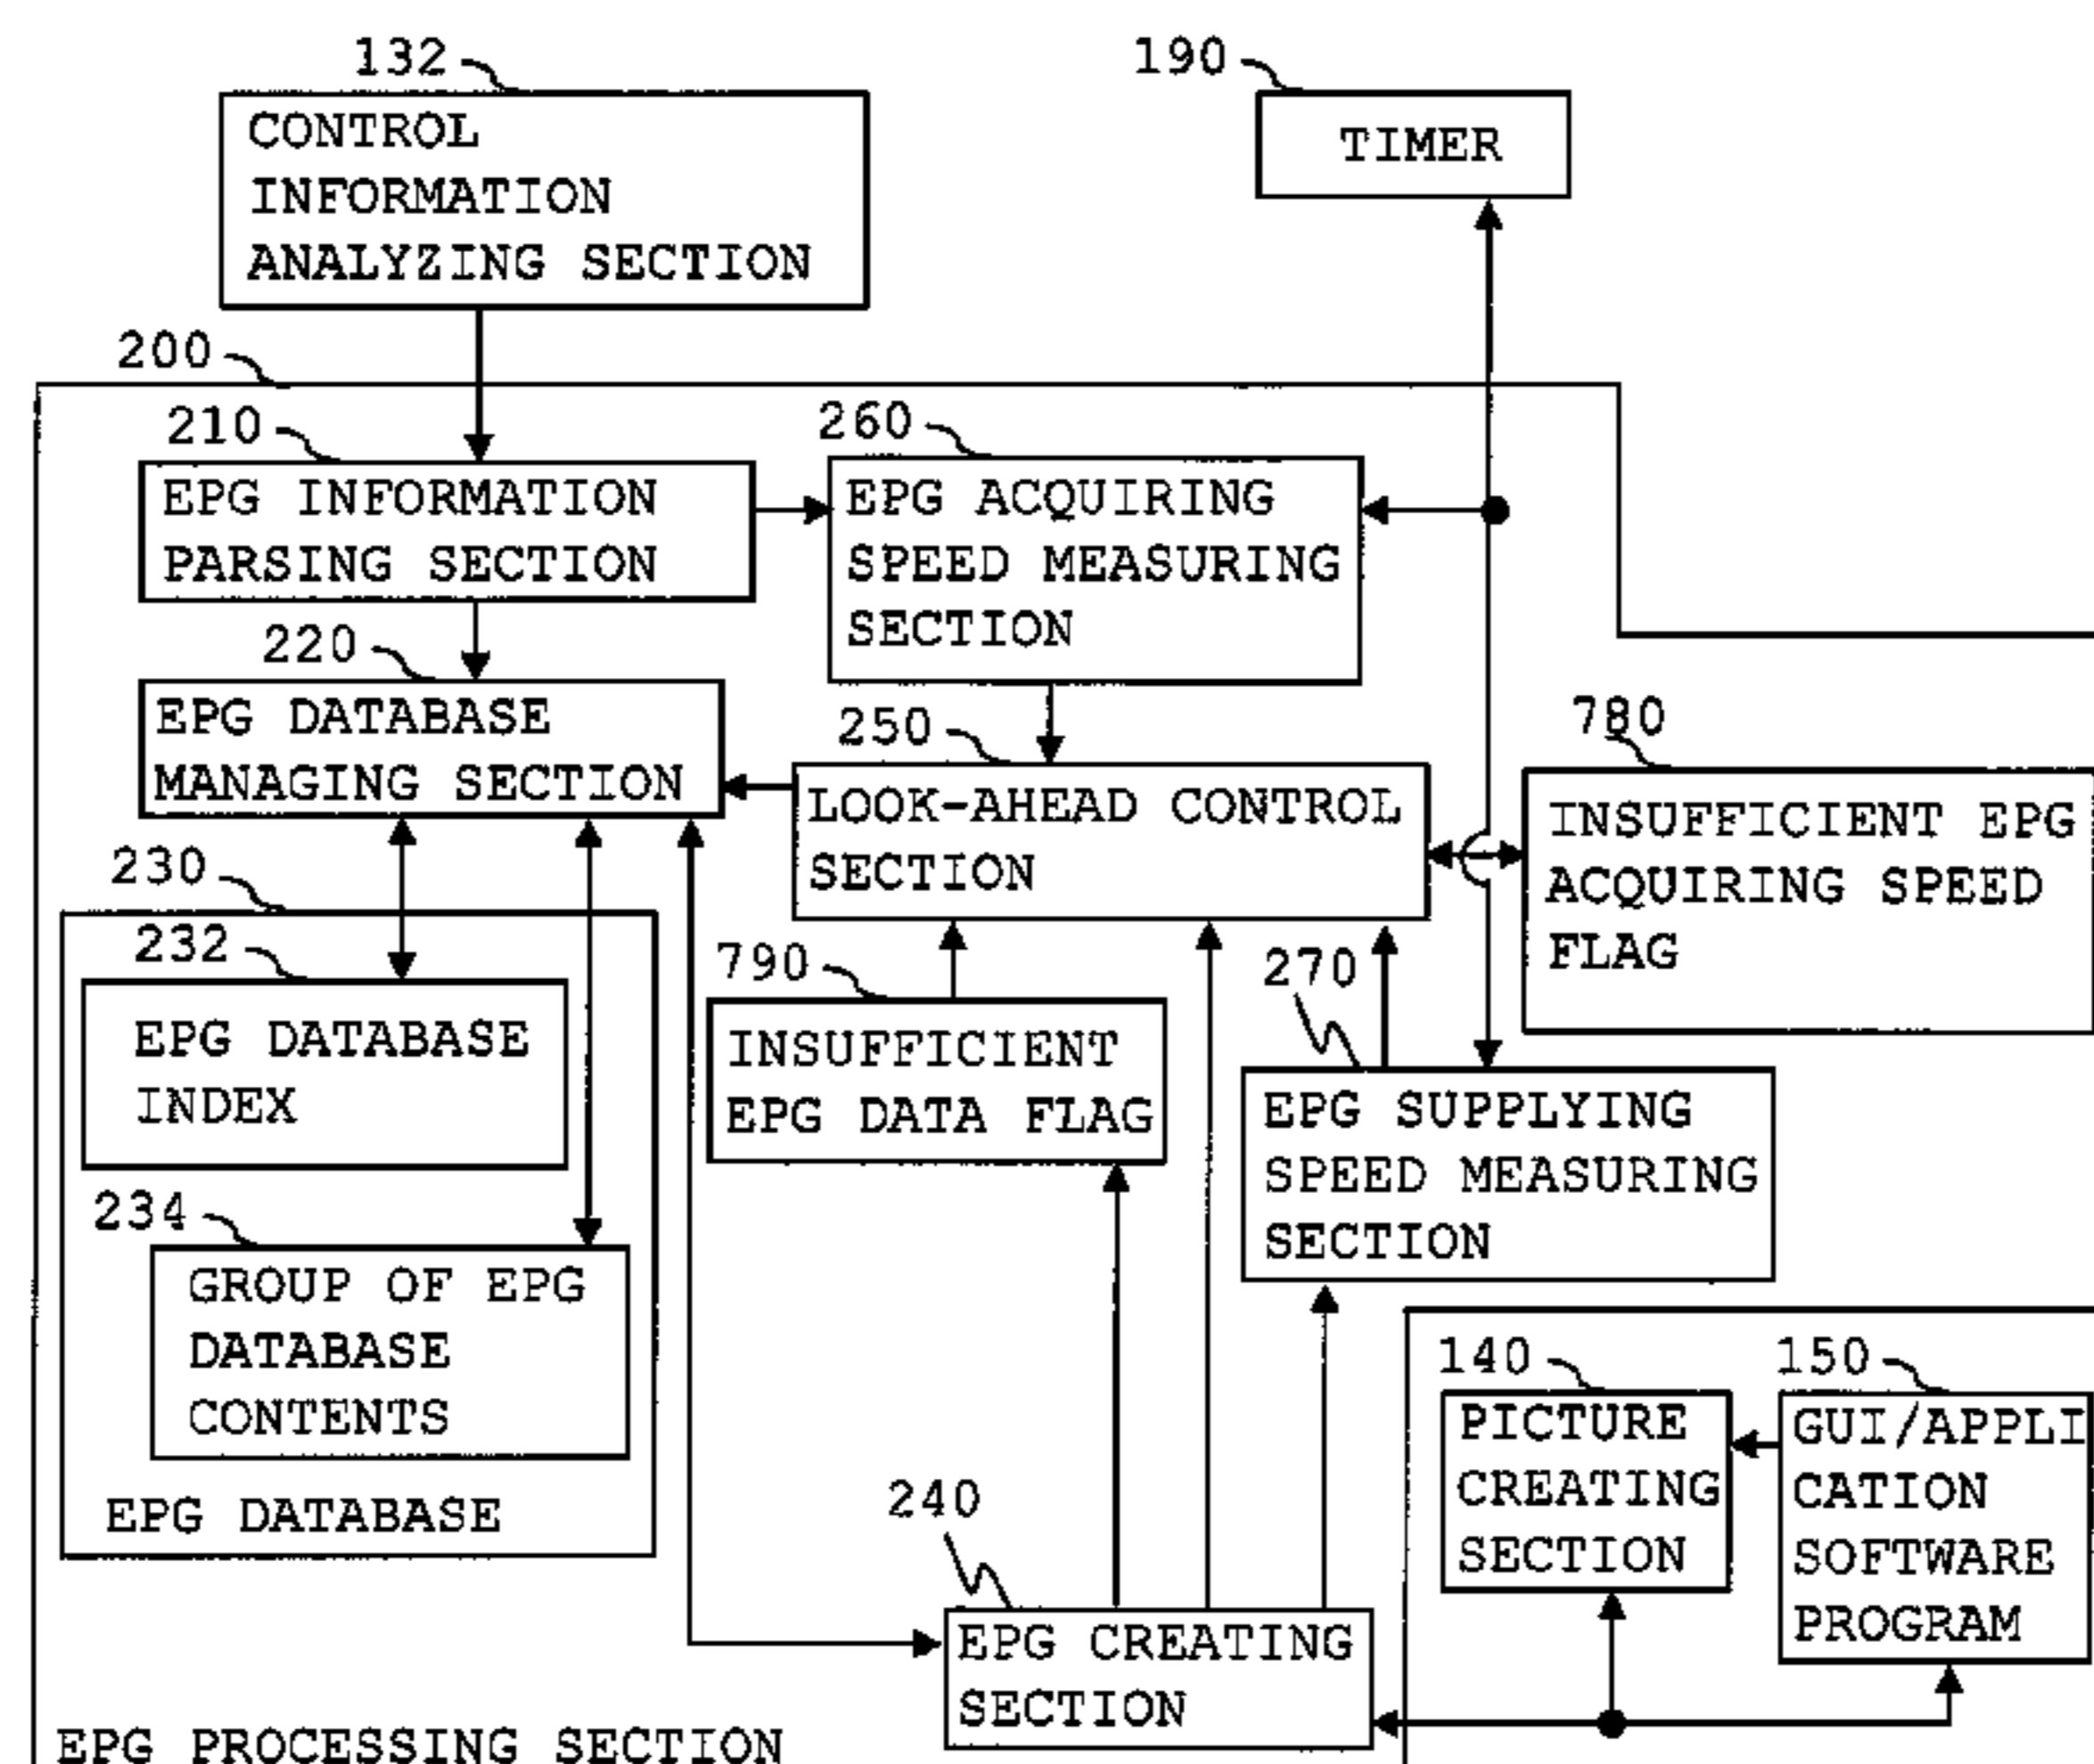 132
CONTROL
INFORMATION
ANALYZING SECTION
190
TIMER
200
210
EPG INFORMATION
PARSING SECTION
260
EPG ACQUIRING
SPEED MEASURING
SECTION
220
EPG DATABASE
MANAGING SECTION
250
LOOK-AHEAD CONTROL
SECTION
780
INSUFFICIENT EPG
ACQUIRING SPEED
FLAG
230
232
EPG DATABASE
INDEX
790
INSUFFICIENT
EPG DATA FLAG
270
EPG SUPPLYING
SPEED MEASURING
SECTION
234
GROUP OF EPG
DATABASE
CONTENTS
EPG DATABASE
140
PICTURE
CREATING
SECTION
150
GUI/APPLI
CATION
SOFTWARE
PROGRAM
240
EPG CREATING
SECTION
EPG PROCESSING SECTION